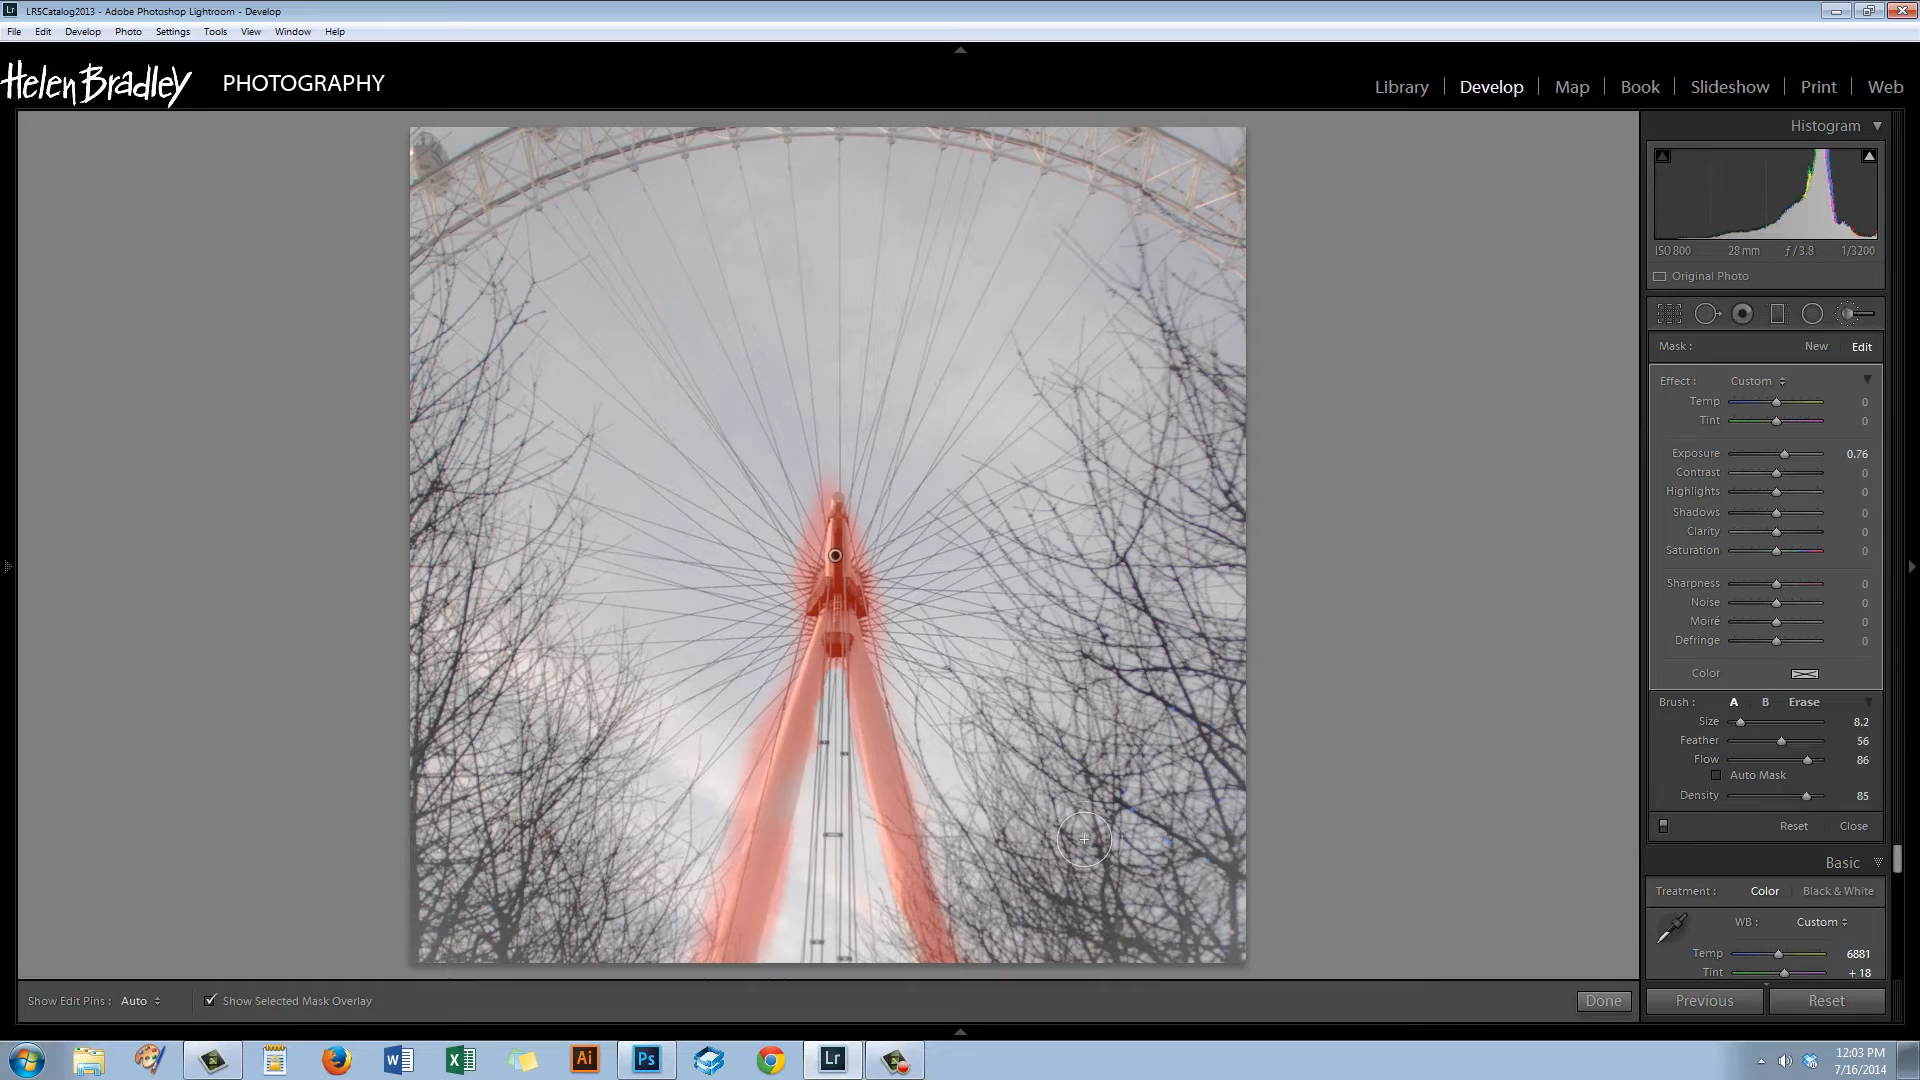 LR5Catalog2013 - Adobe Photoshop Lightroom - Develop
File Edit Develop Photo Settings Tools View Window Help
Helen Bradley PHOTOGRAPHY
Library Develop Map Book Slideshow Print Web
Histogram
ISO 800 28 mm ƒ / 3.8 1/3200
Original Photo
Mask : New Edit
Effect : Custom
Temp 0
Tint 0
Exposure 0.76
Contrast 0
Highlights 0
Shadows 0
Clarity 0
Saturation 0
Sharpness 0
Noise 0
Moiré 0
Defringe 0
Color
Brush : A B Erase
Size 8.2
Feather 56
Flow 86
Auto Mask
Density 85
Reset Close
Basic
Treatment : Color Black & White
WB : Custom
Temp 6881
Tint + 18
Show Edit Pins : Auto Show Selected Mask Overlay Done Previous Reset
Ai Ps Lr
12:03 PM
7/16/2014